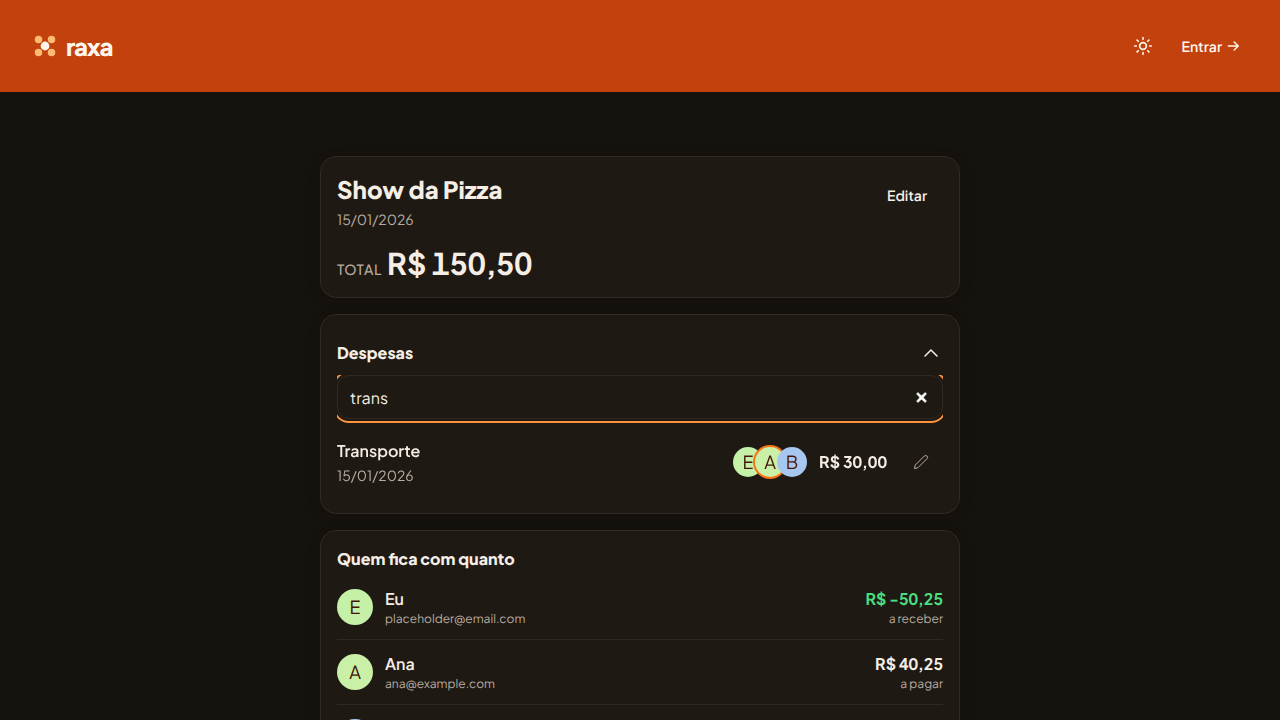 raxa
Entrar →
Show da Pizza
Editar
15/01/2026
TOTAL R$ 150,50
Despesas
trans
Transporte
15/01/2026
E A B
R$ 30,00
Quem fica com quanto
E
Eu
placeholder@email.com
R$ -50,25
a receber
A
Ana
ana@example.com
R$ 40,25
a pagar